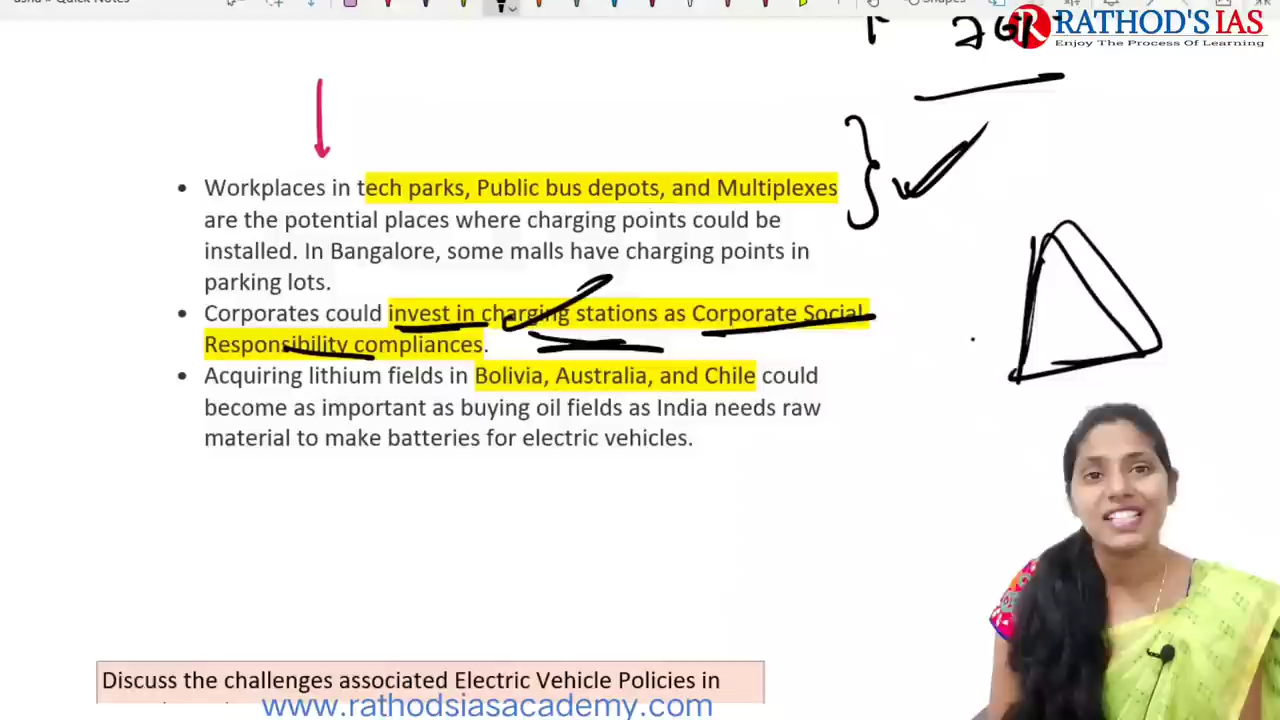 RATHOD'S IAS
Enjoy The Process Of Learning
Workplaces in tech parks, Public bus depots, and Multiplexes
are the potential places where charging points could be
installed. In Bangalore, some malls have charging points in
parking lots.
Corporates could invest in charging stations as Corporate Social
Responsibility compliances.
Acquiring lithium fields in Bolivia, Australia, and Chile could
become as important as buying oil fields as India needs raw
material to make batteries for electric vehicles.
Discuss the challenges associated Electric Vehicle Policies in
www.rathodsiasacademy.com